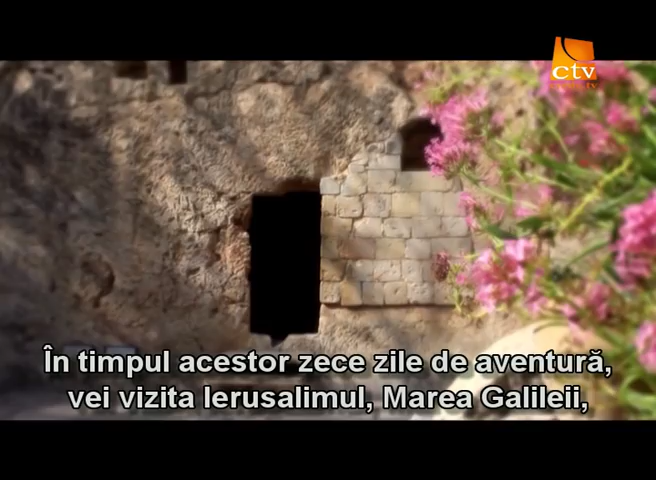 ctv
În timpul acestor zece zile de aventură,
vei vizita Ierusalimul, Marea Galileii,